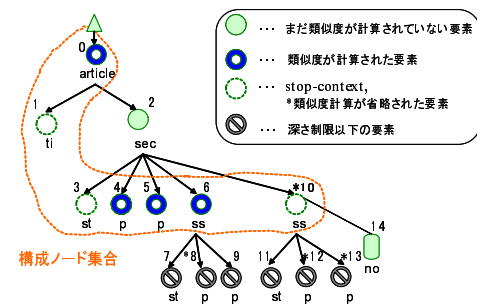 … まだ類似度が計算されていない要素
… 類似度が計算された要素
… stop-context,
*類似度計算が省略された要素
… 深さ制限以下の要素
0
article
1
2
ti
sec
3 4 5 6 *10
st p p ss ss
14
no
構成ノード集合
7 *8 9 11 *12 *13
st p p st p p